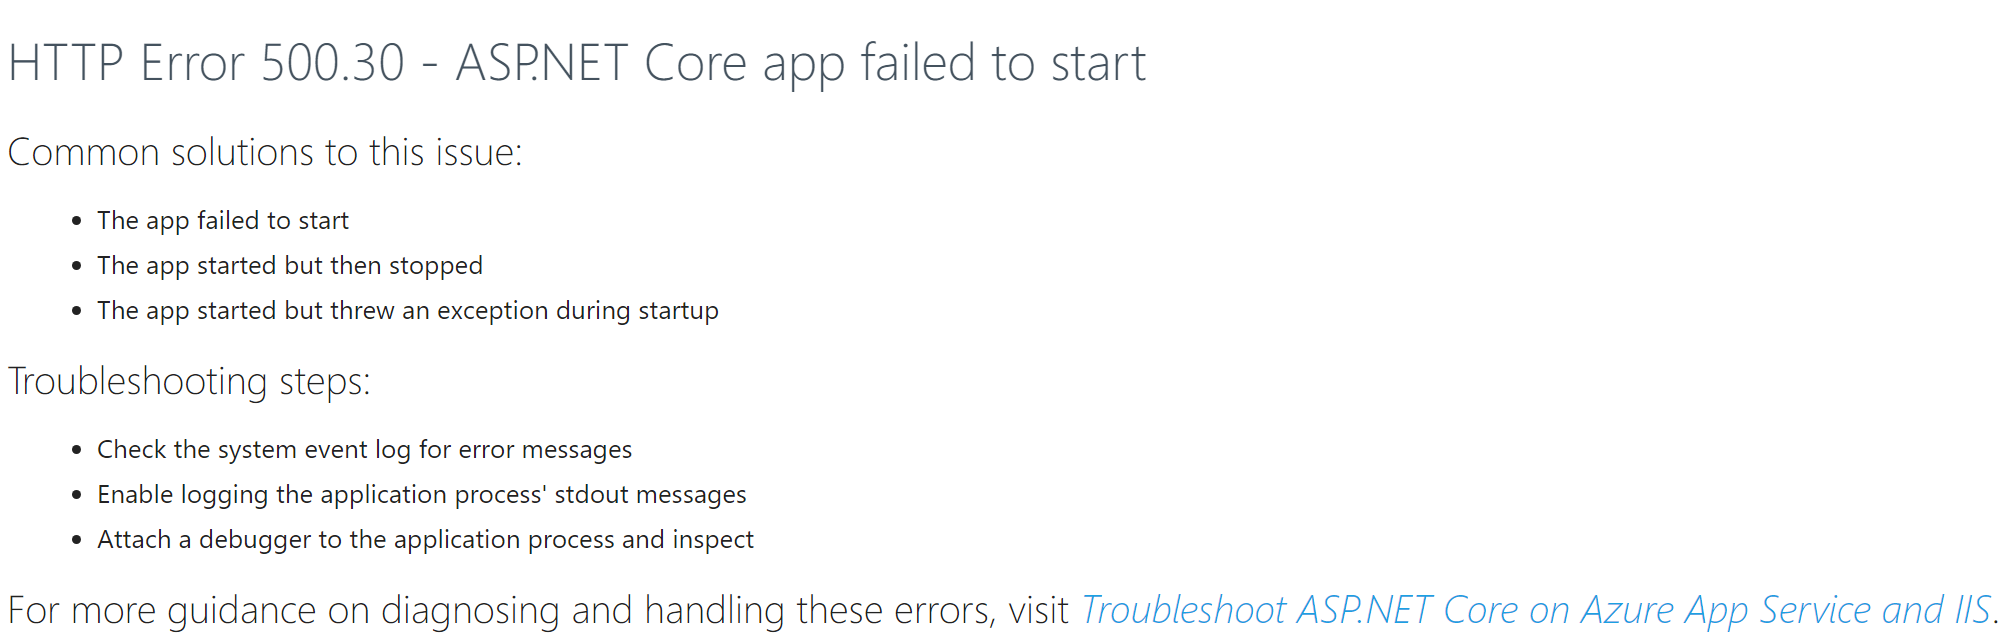 HTTP Error 500.30 - ASP.NET Core app failed to start
Common solutions to this issue:
• The app failed to start
• The app started but then stopped
• The app started but threw an exception during startup
Troubleshooting steps:
• Check the system event log for error messages
• Enable logging the application process' stdout messages
• Attach a debugger to the application process and inspect
For more guidance on diagnosing and handling these errors, visit Troubleshoot ASP.NET Core on Azure App Service and IIS.